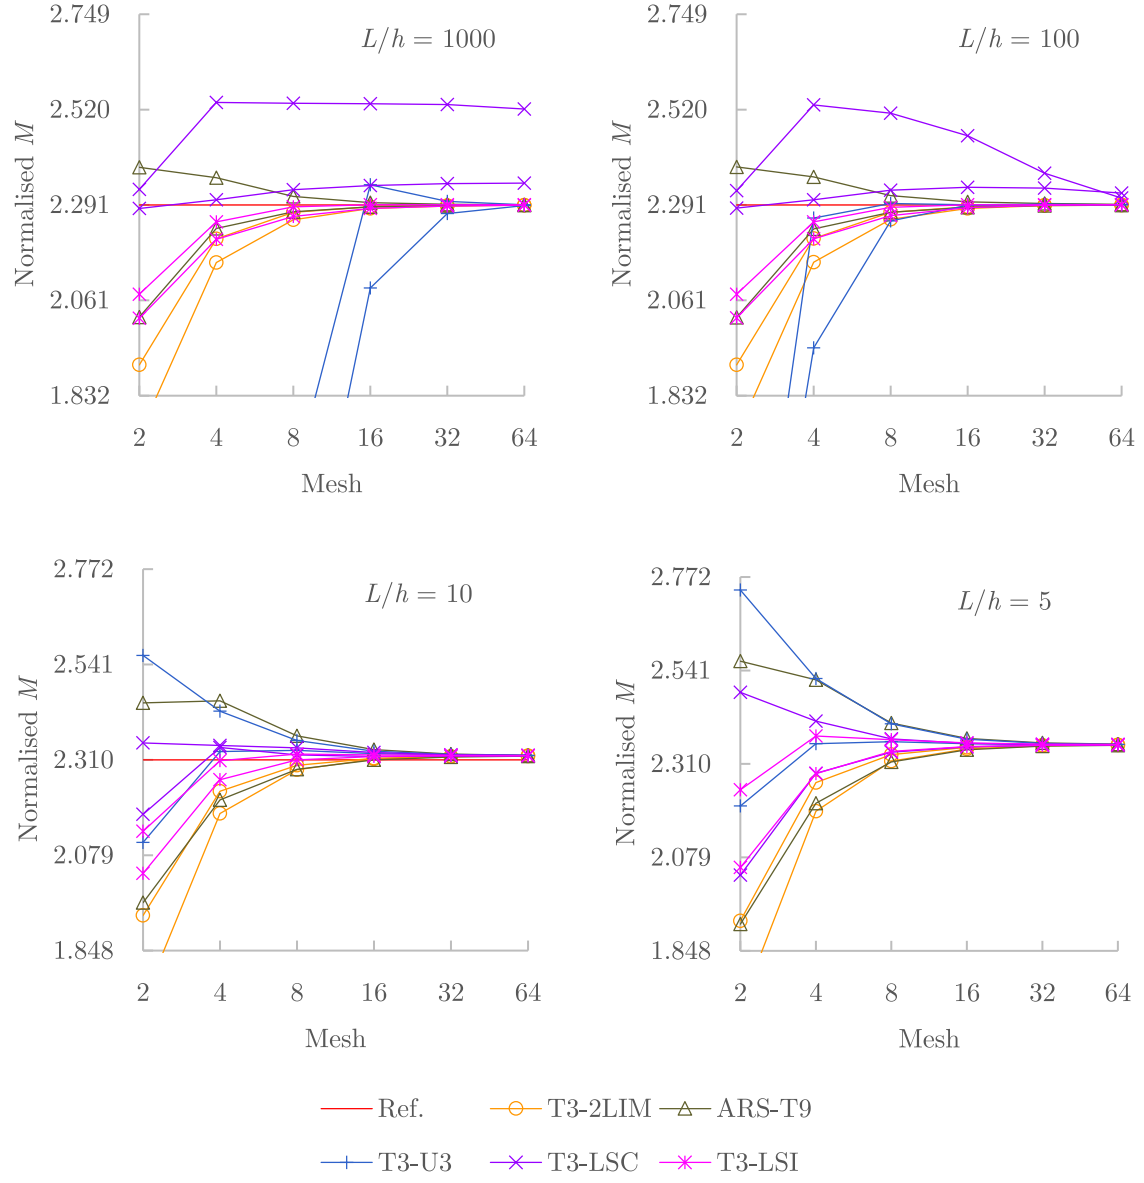 L/h = 1000
2.749
2.520
2.291
2.061
1.832
Normalised M
2 4 8 16 32 64
Mesh
L/h = 100
2.749
2.520
2.291
2.061
1.832
Normalised M
2 4 8 16 32 64
Mesh
L/h = 10
2.772
2.541
2.310
2.079
1.848
Normalised M
2 4 8 16 32 64
Mesh
L/h = 5
2.772
2.541
2.310
2.079
1.848
Normalised M
2 4 8 16 32 64
Mesh
Ref. T3-2LIM ARS-T9
T3-U3 T3-LSC T3-LSI